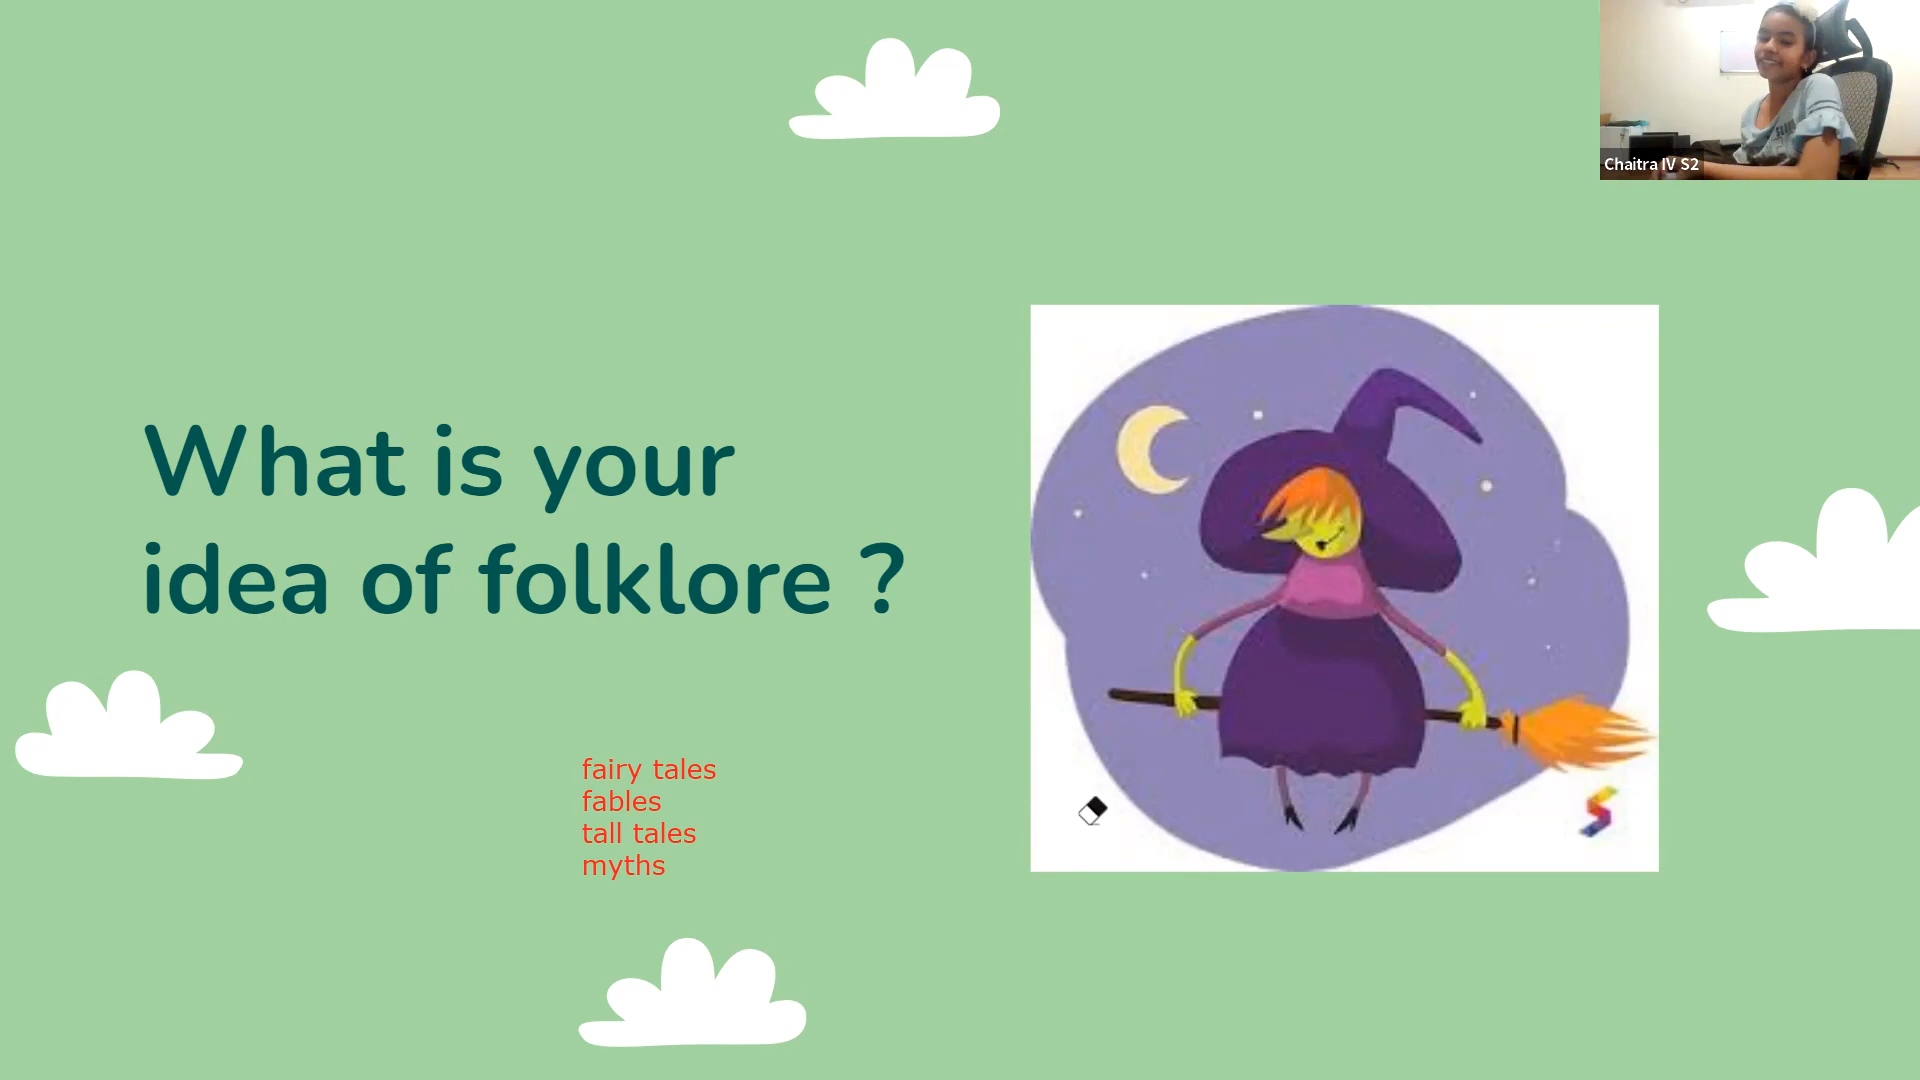 Chaitra IV S2
What is your
idea of folklore ?
fairy tales
fables
tall tales
myths